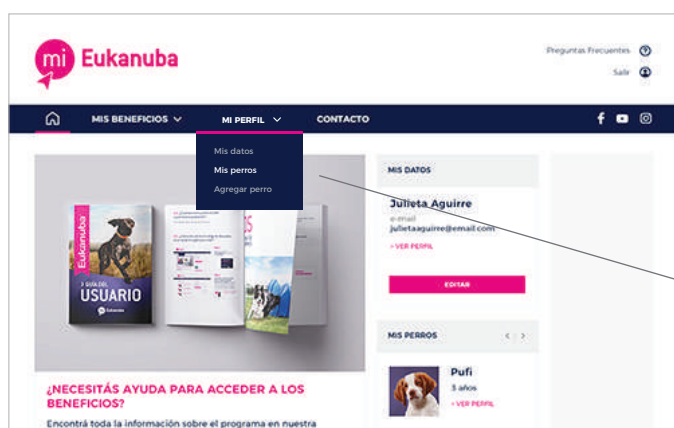 mi Eukanuba
Preguntas Frecuentes
Salir
MIS BENEFICIOS
MI PERFIL
CONTACTO
Mis datos
Mis perros
Agregar perro
Eukanuba
GUÍA DEL
USUARIO
Eukanuba
MIS DATOS
Julieta Aguirre
e-mail
julietaaguirre@email.com
> VER PERFIL
EDITAR
MIS PERROS
Pufi
3 años
> VER PERFIL
¿NECESITÁS AYUDA PARA ACCEDER A LOS
BENEFICIOS?
Encontrá toda la información sobre el programa en nuestra